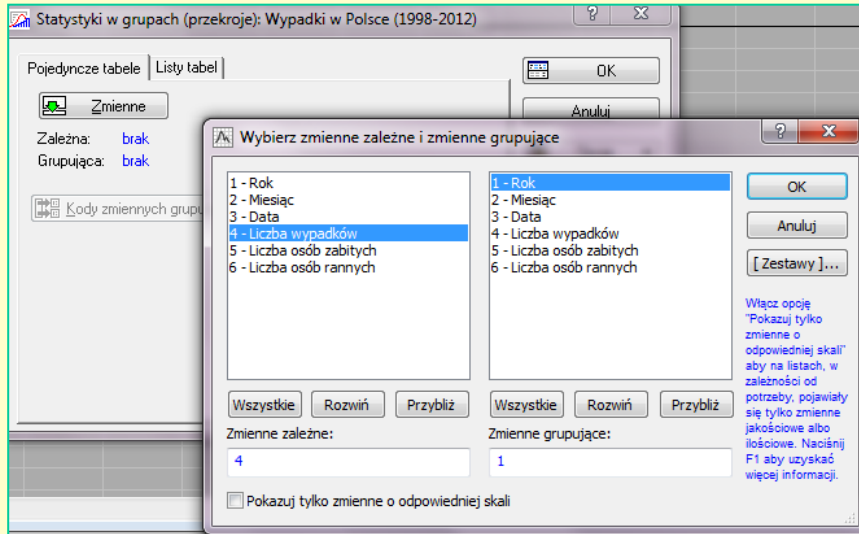 Statystyki w grupach (przekroje): Wypadki w Polsce (1998-2012)
Pojedyncze tabele
Listy tabel
OK
Zmienne
Anuluj
Zależna: brak
Grupująca: brak
Kody zmiennych grupu
Wybierz zmienne zależne i zmienne grupujące
1 - Rok
2 - Miesiąc
3 - Data
4 - Liczba wypadków
5 - Liczba osób zabitych
6 - Liczba osób rannych
1 - Rok
2 - Miesiąc
3 - Data
4 - Liczba wypadków
5 - Liczba osób zabitych
6 - Liczba osób rannych
OK
Anuluj
[ Zestawy ]...
Włącz opcję
"Pokazuj tylko
zmienne o
odpowiedniej skali"
aby na listach, w
zależności od
potrzeby, pojawiały
się tylko zmienne
jakościowe albo
ilościowe. Naciśnij
F1 aby uzyskać
więcej informacji.
Wszystkie
Rozwiń
Przybliż
Wszystkie
Rozwiń
Przybliż
Zmienne zależne:
4
Zmienne grupujące:
1
Pokazuj tylko zmienne o odpowiedniej skali